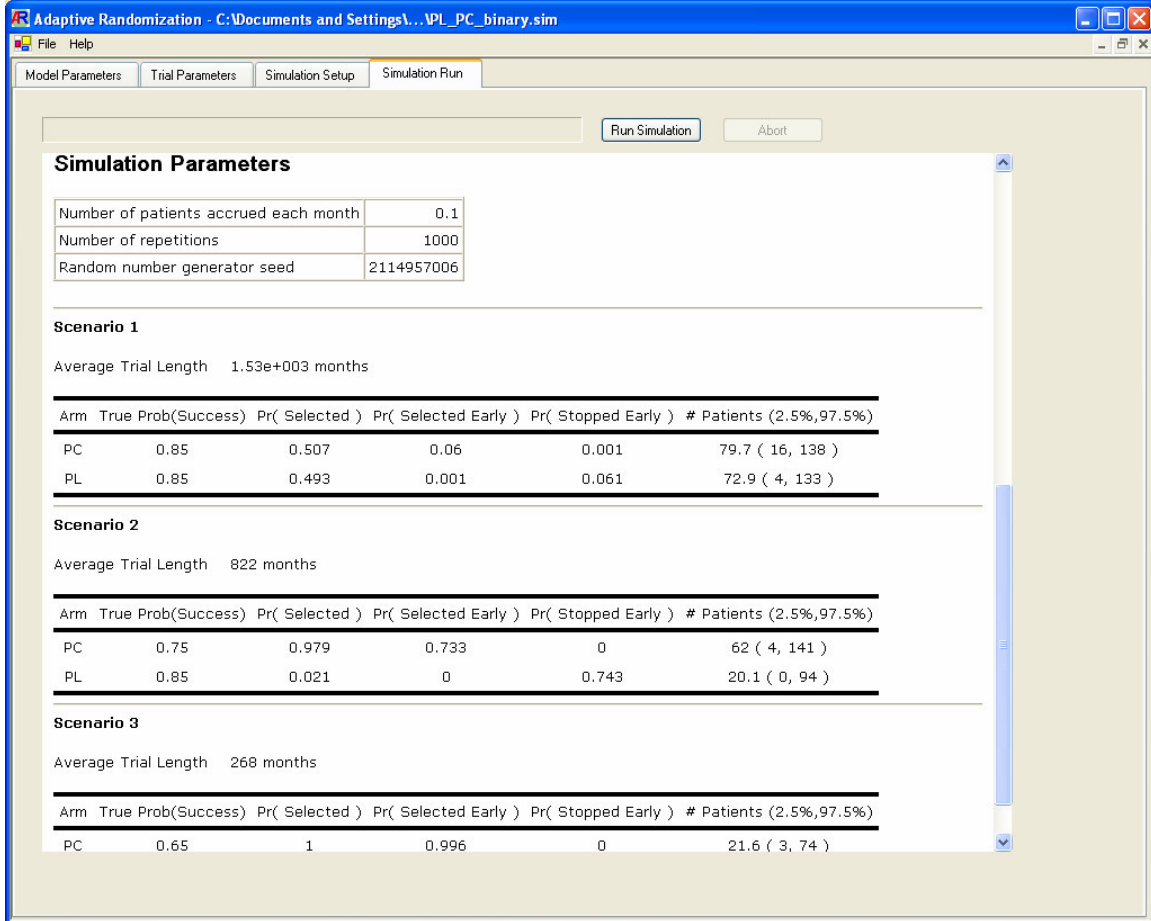 Adaptive Randomization - C:\Documents and Settings\...\PL_PC_binary.sim
File Help
Model Parameters Trial Parameters Simulation Setup Simulation Run
Run Simulation Abort
Simulation Parameters
Number of patients accrued each month 0.1
Number of repetitions 1000
Random number generator seed 2114957006
Scenario 1
Average Trial Length 1.53e+003 months
Arm True Prob(Success) Pr( Selected ) Pr( Selected Early ) Pr( Stopped Early ) # Patients (2.5%,97.5%)
PC 0.85 0.507 0.06 0.001 79.7 ( 16, 138 )
PL 0.85 0.493 0.001 0.061 72.9 ( 4, 133 )
Scenario 2
Average Trial Length 822 months
Arm True Prob(Success) Pr( Selected ) Pr( Selected Early ) Pr( Stopped Early ) # Patients (2.5%,97.5%)
PC 0.75 0.979 0.733 0 62 ( 4, 141 )
PL 0.85 0.021 0 0.743 20.1 ( 0, 94 )
Scenario 3
Average Trial Length 268 months
Arm True Prob(Success) Pr( Selected ) Pr( Selected Early ) Pr( Stopped Early ) # Patients (2.5%,97.5%)
PC 0.65 1 0.996 0 21.6 ( 3, 74 )